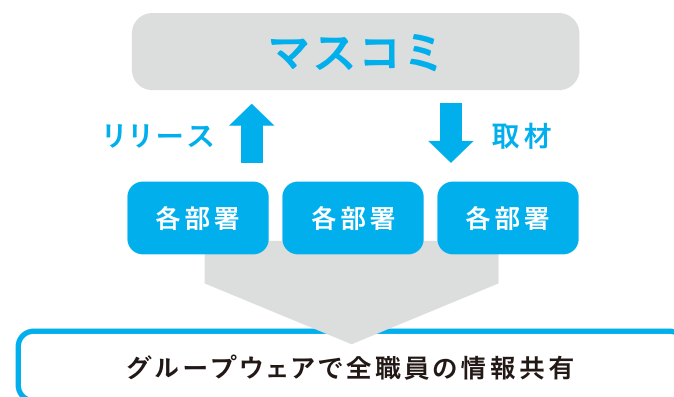 マスコミ
リリース
取材
各部署
各部署
各部署
グループウェアで全職員の情報共有